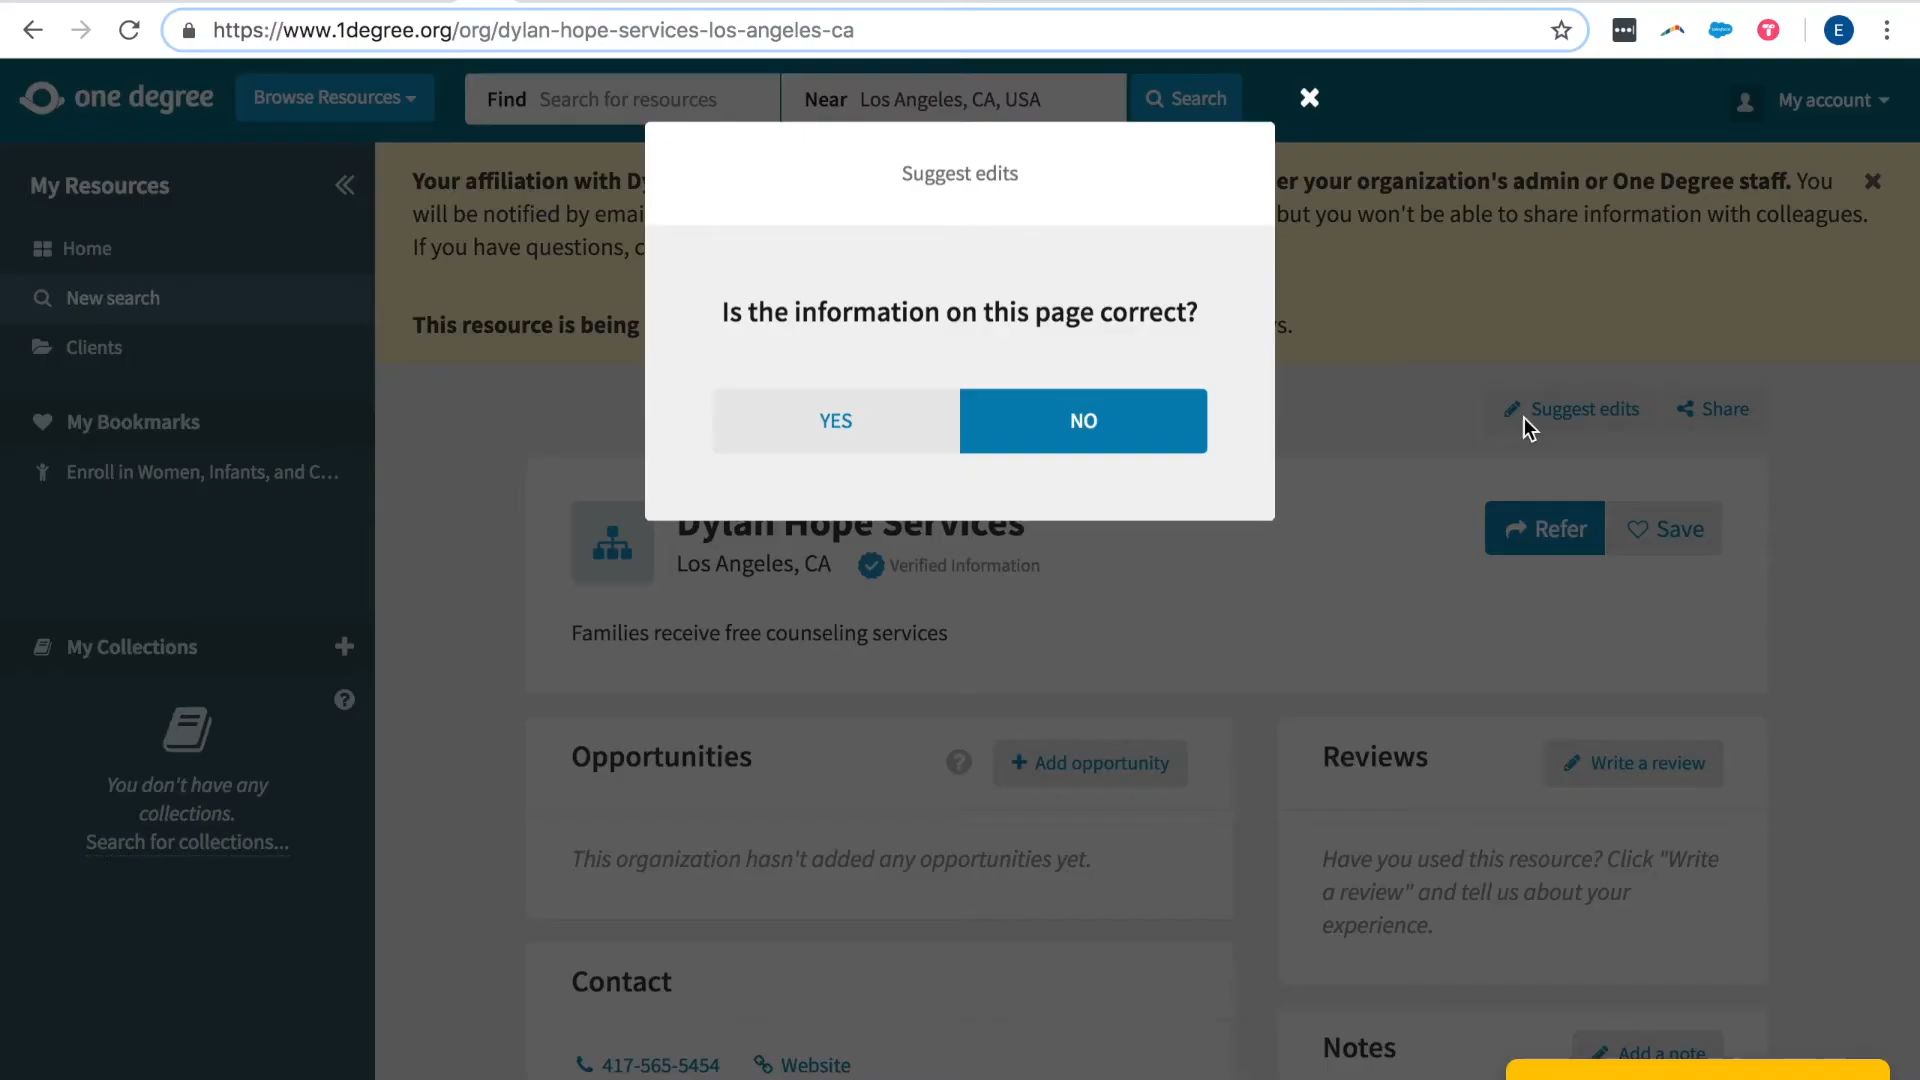 https://www.1degree.org/org/dylan-hope-services-los-angeles-ca
E
one degree
Browse Resources
Find Search for resources
Near Los Angeles, CA, USA
Search
My account
My Resources
Home
New search
Clients
My Bookmarks
Enroll in Women, Infants, and C...
My Collections
You don't have any
collections.
Search for collections...
Your affiliation with Dy
er your organization's admin or One Degree staff. You
will be notified by emai
but you won't be able to share information with colleagues.
If you have questions, c
This resource is being
s.
Suggest edits
Is the information on this page correct?
YES
NO
Suggest edits
Share
Dylan Hope Services
Los Angeles, CA
Verified Information
Refer
Save
Families receive free counseling services
Opportunities
?
+ Add opportunity
This organization hasn't added any opportunities yet.
Reviews
Write a review
Have you used this resource? Click "Write
a review" and tell us about your
experience.
Contact
417-565-5454
Website
Notes
Add a note